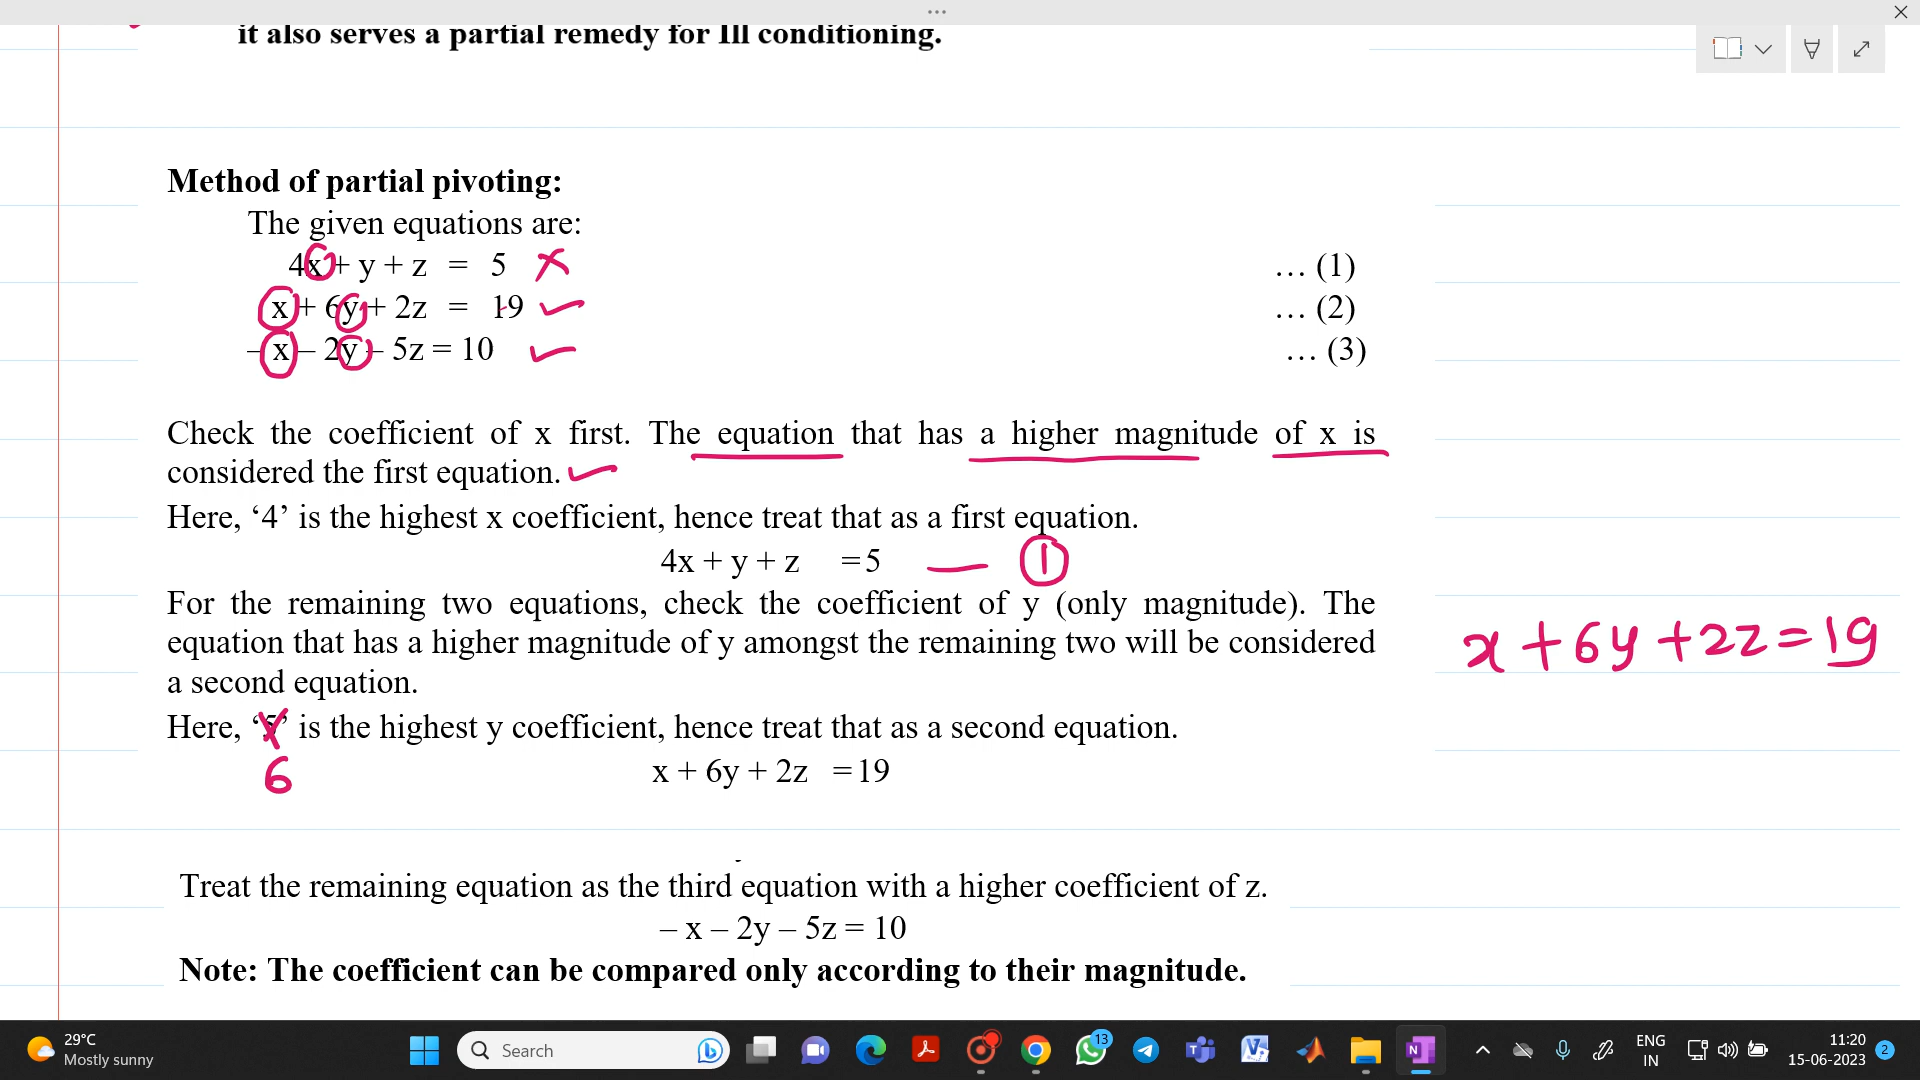 it also serves a partial remedy for Ill conditioning.
Method of partial pivoting:
The given equations are:
4x + y + z = 5 … (1)
x + 6y + 2z = 19 … (2)
– x – 2y – 5z = 10 … (3)
Check the coefficient of x first. The equation that has a higher magnitude of x is
considered the first equation.
Here, ‘4’ is the highest x coefficient, hence treat that as a first equation.
4x + y + z = 5 — 1
For the remaining two equations, check the coefficient of y (only magnitude). The
equation that has a higher magnitude of y amongst the remaining two will be considered
a second equation.
x + 6y + 2z = 19
Here, ‘5’ is the highest y coefficient, hence treat that as a second equation.
6
x + 6y + 2z = 19
Treat the remaining equation as the third equation with a higher coefficient of z.
– x – 2y – 5z = 10
Note: The coefficient can be compared only according to their magnitude.
29°C
Mostly sunny
Search
13
ENG
IN
11:20
15-06-2023
2